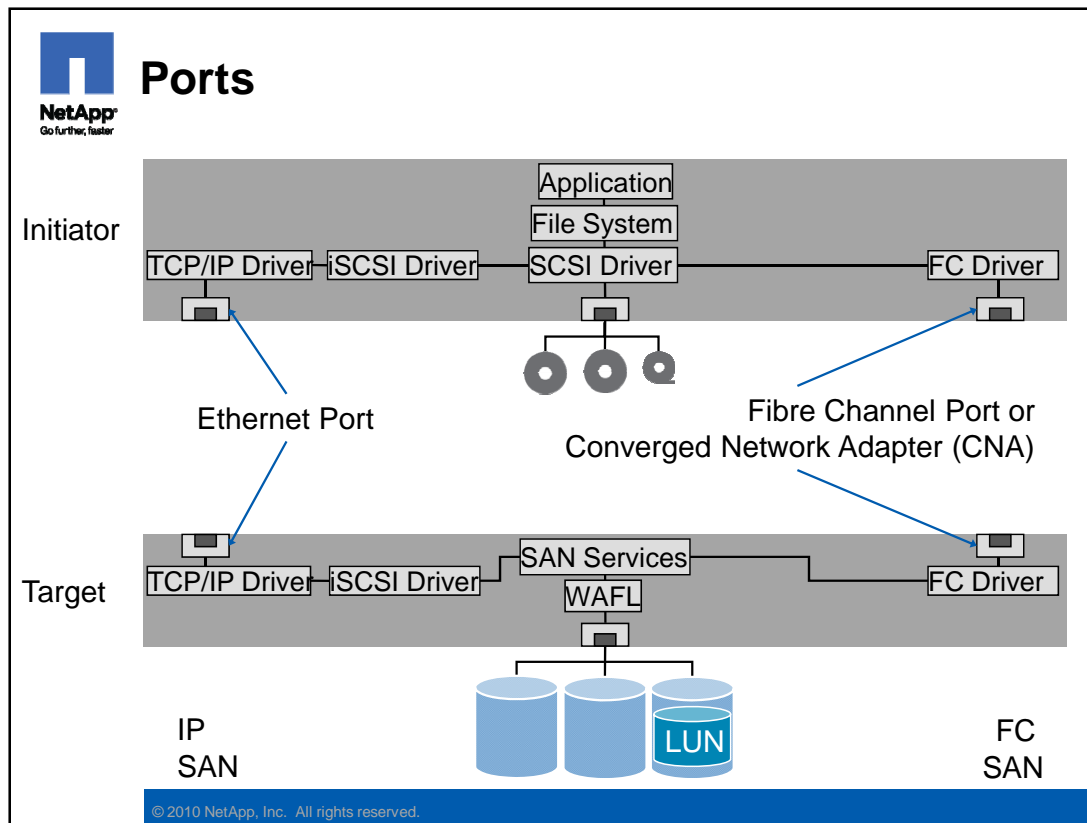 Ports
NetApp®
Go further, faster
Application
Initiator
File System
TCP/IP Driver
iSCSI Driver
SCSI Driver
FC Driver
Ethernet Port
Fibre Channel Port or
Converged Network Adapter (CNA)
SAN Services
Target
TCP/IP Driver
iSCSI Driver
WAFL
FC Driver
LUN
IP
SAN
FC
SAN
© 2010 NetApp, Inc. All rights reserved.